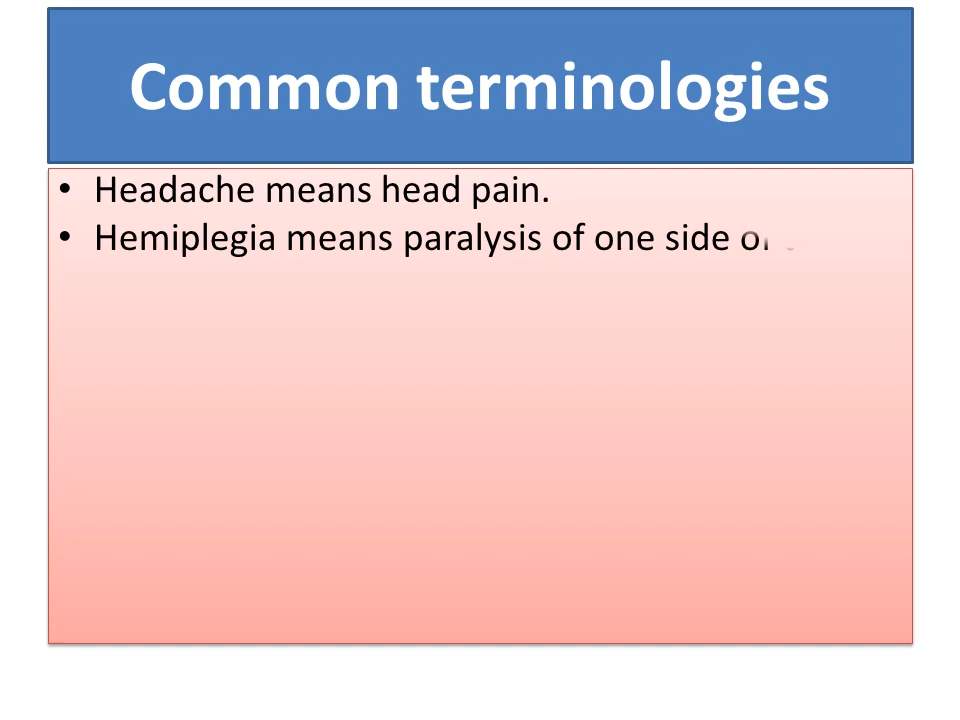 Common terminologies
• Headache means head pain.
• Hemiplegia means paralysis of one side